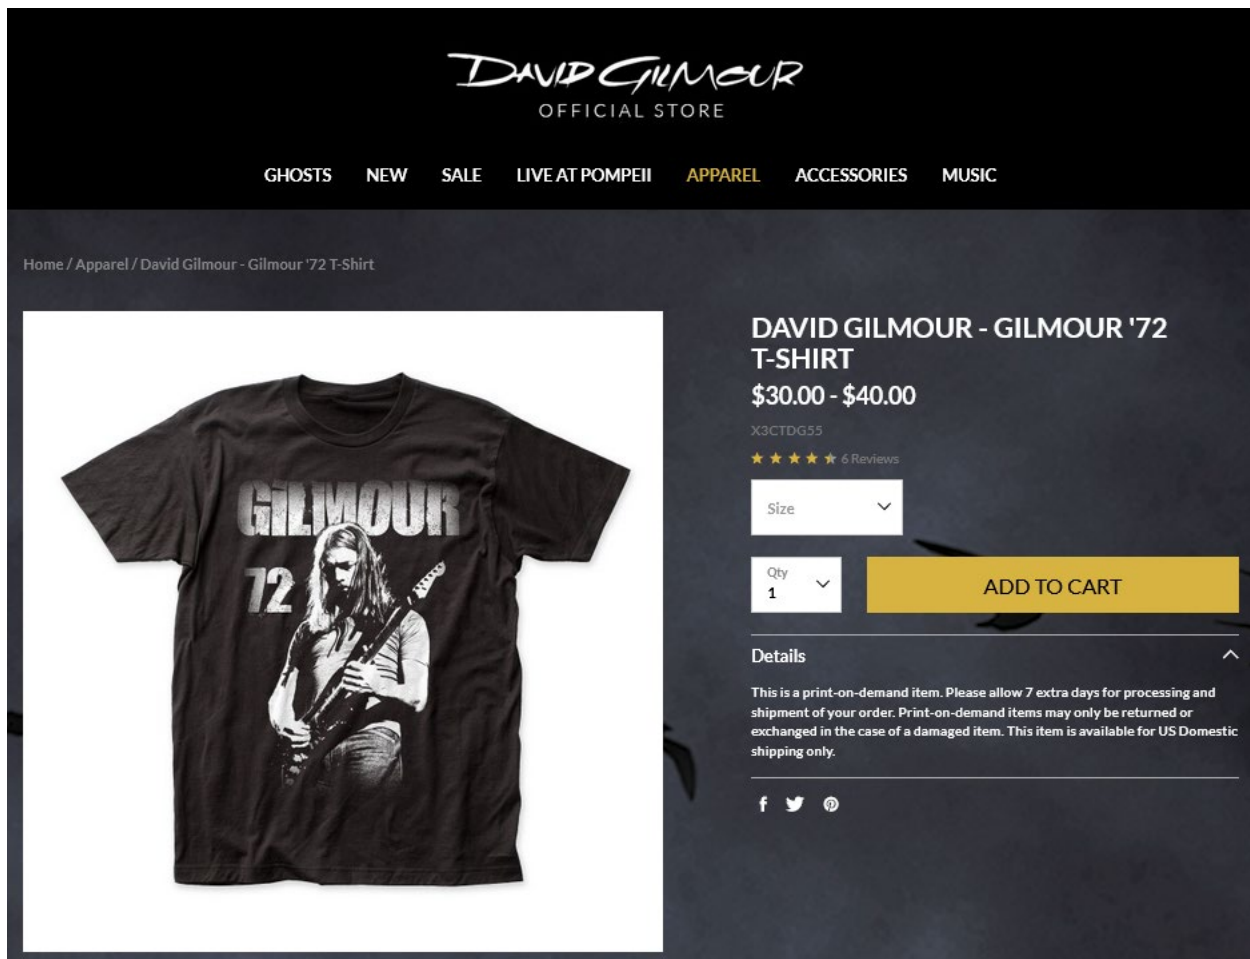 DAVID GILMOUR
OFFICIAL STORE
GHOSTS NEW SALE LIVE AT POMPEII APPAREL ACCESSORIES MUSIC
Home / Apparel / David Gilmour - Gilmour '72 T-Shirt
GILMOUR
72
DAVID GILMOUR - GILMOUR '72
T-SHIRT
$30.00 - $40.00
X3CTDG55
6 Reviews
Size
Qty
1
ADD TO CART
Details
This is a print-on-demand item. Please allow 7 extra days for processing and
shipment of your order. Print-on-demand items may only be returned or
exchanged in the case of a damaged item. This item is available for US Domestic
shipping only.